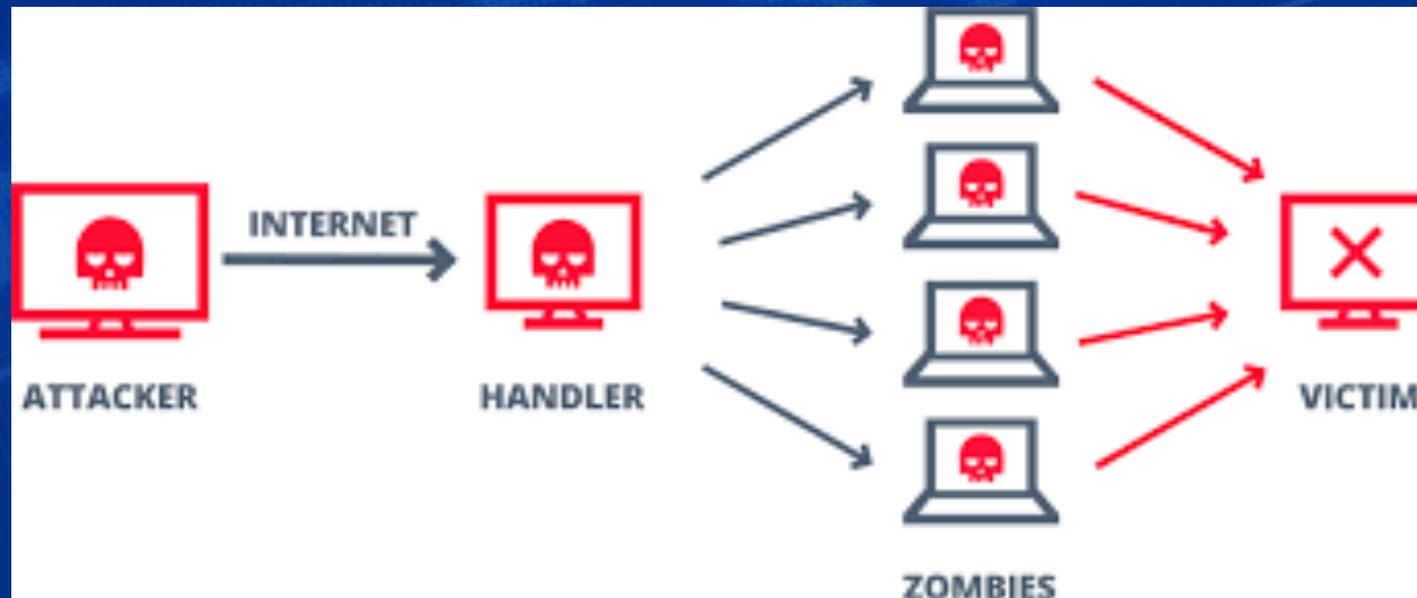 INTERNET
ATTACKER
HANDLER
VICTIM
ZOMBIES